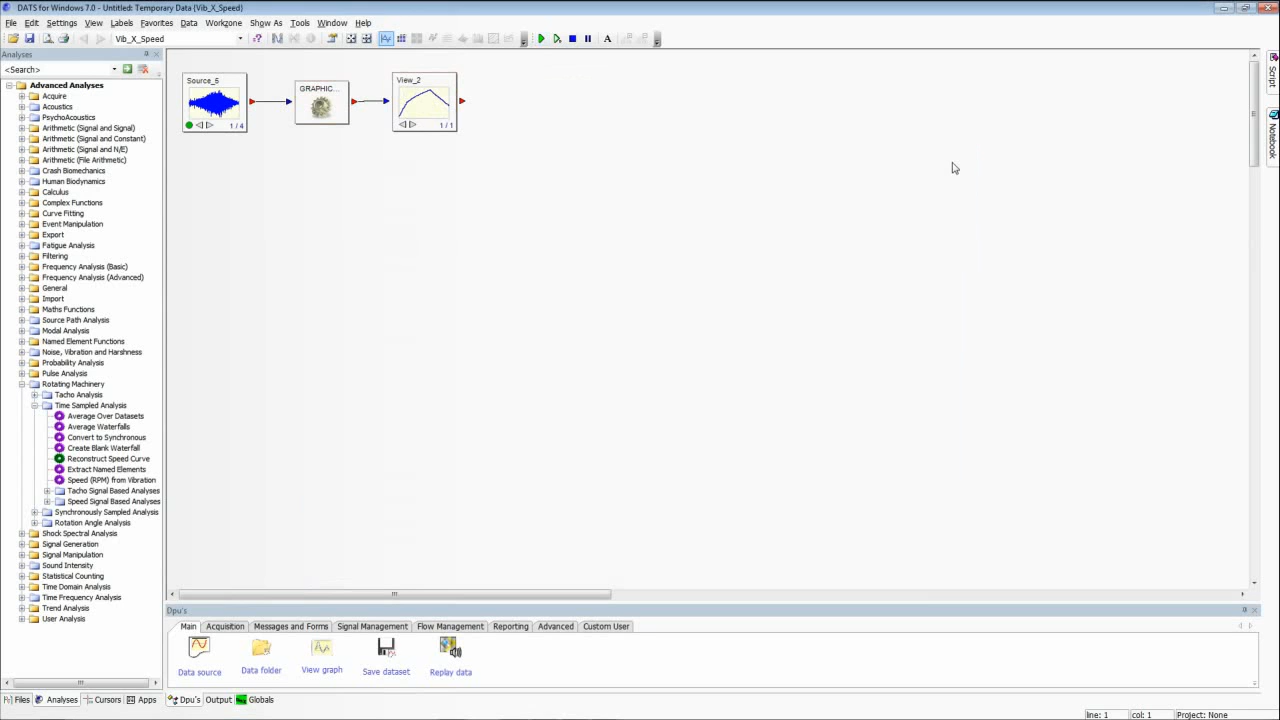 DATS for Windows 7.0 - Untitled: Temporary Data (Vib_X_Speed)
File Edit Settings View Labels Favorites Data Workzone Show As Tools Window Help
Vib_X_Speed
Analyses
<Search>
Advanced Analyses
Acquire
Acoustics
PsychoAcoustics
Arithmetic (Signal and Signal)
Arithmetic (Signal and Constant)
Arithmetic (Signal and N/E)
Arithmetic (File Arithmetic)
Crash Biomechanics
Human Biodynamics
Calculus
Complex Functions
Curve Fitting
Event Manipulation
Export
Fatigue Analysis
Filtering
Frequency Analysis (Basic)
Frequency Analysis (Advanced)
General
Import
Maths Functions
Source Path Analysis
Modal Analysis
Named Element Functions
Noise, Vibration and Harshness
Probability Analysis
Pulse Analysis
Rotating Machinery
Tacho Analysis
Time Sampled Analysis
Average Over Datasets
Average Waterfalls
Convert to Synchronous
Create Blank Waterfall
Reconstruct Speed Curve
Extract Named Elements
Speed (RPM) from Vibration
Tacho Signal Based Analyses
Speed Signal Based Analyses
Synchronously Sampled Analysis
Rotation Angle Analysis
Shock Spectral Analysis
Signal Generation
Signal Manipulation
Sound Intensity
Statistical Counting
Time Domain Analysis
Time Frequency Analysis
Trend Analysis
User Analysis
Files Analyses Cursors Apps
Source_5
1 / 4
GRAPHIC...
View_2
1 / 1
Script
Notebook
Dpu's
Main Acquisition Messages and Forms Signal Management Flow Management Reporting Advanced Custom User
Data source Data folder View graph Save dataset Replay data
Dpu's Output Globals
line: 1 col: 1 Project: None